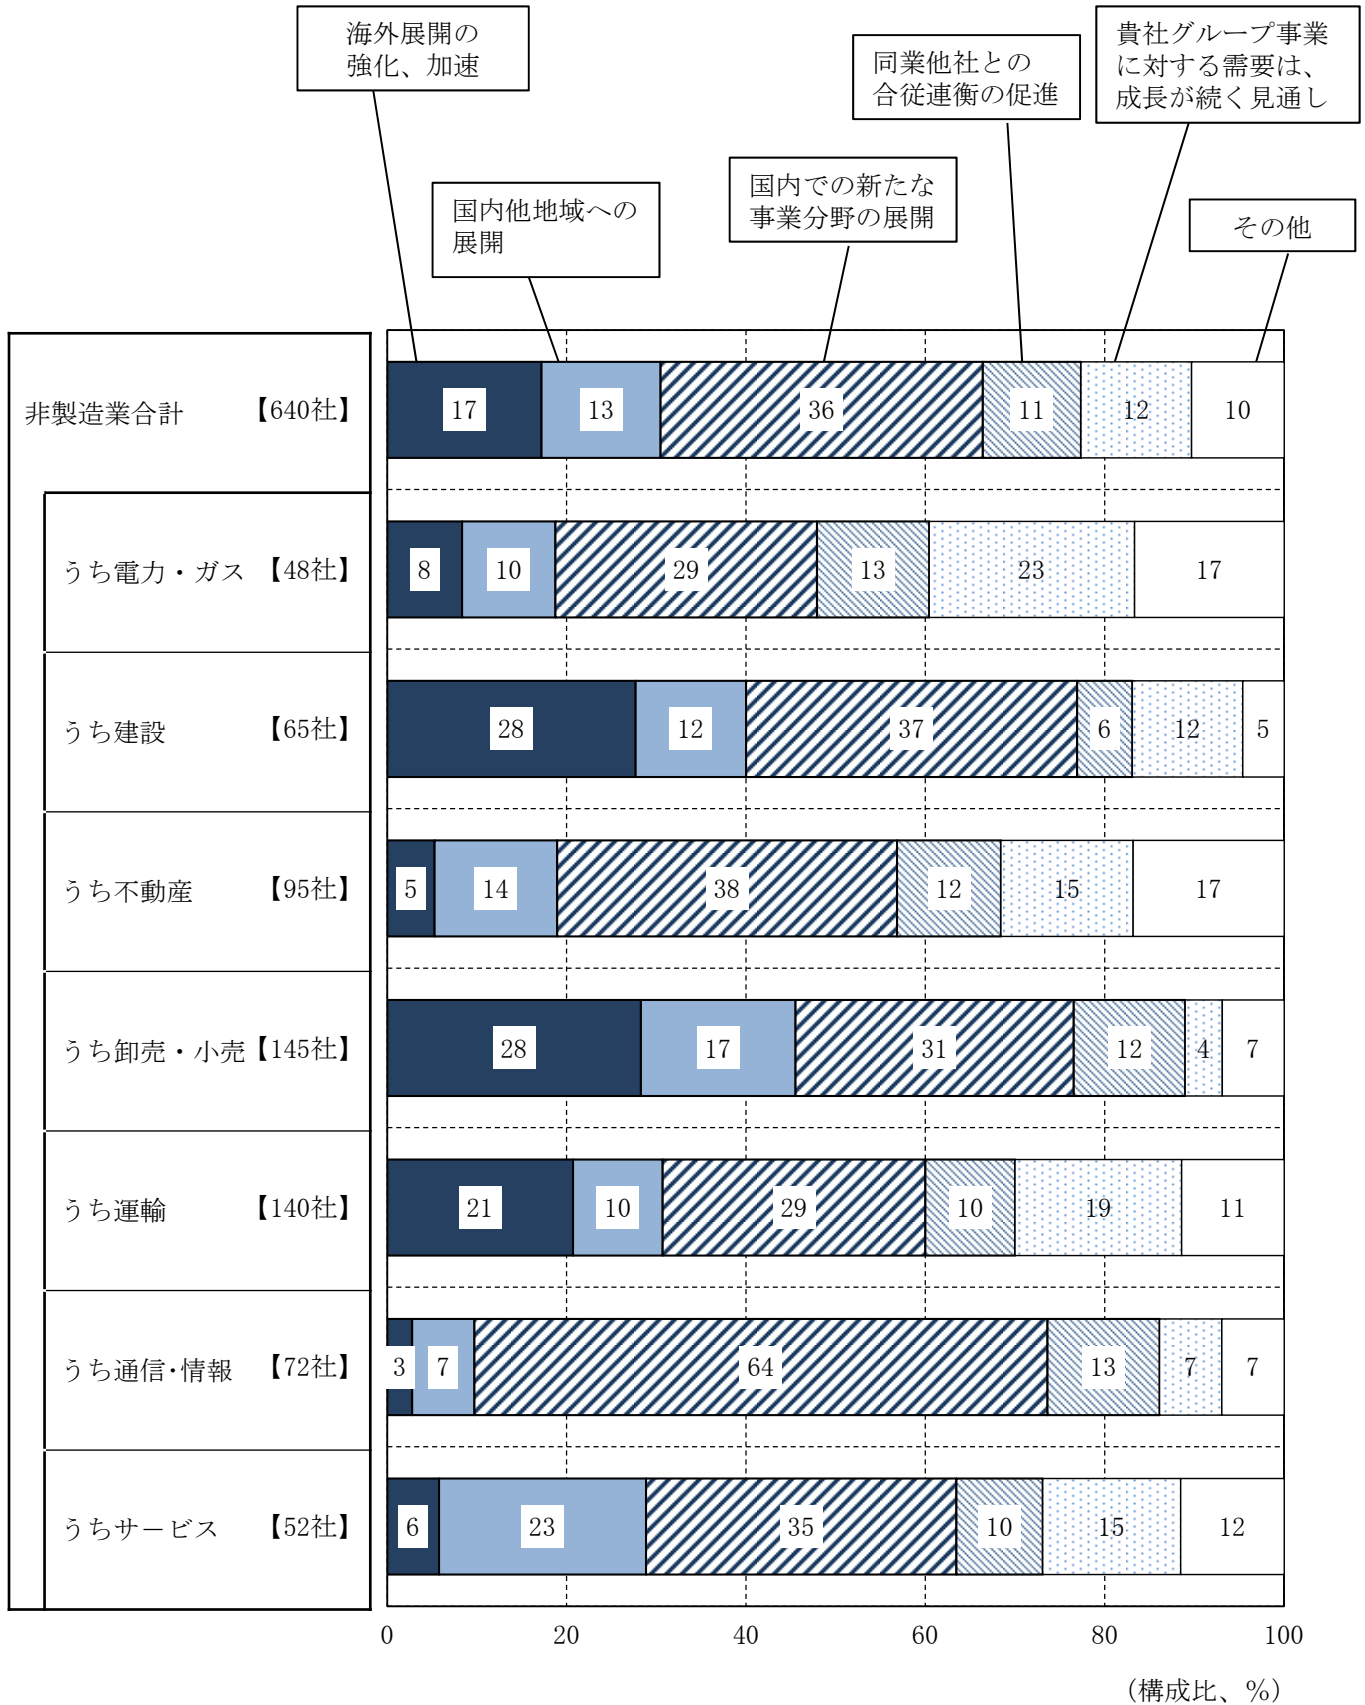 海外展開の
強化、加速
国内他地域への
展開
国内での新たな
事業分野の展開
同業他社との
合従連衡の促進
貴社グループ事業
に対する需要は、
成長が続く見通し
その他
非製造業合計 【640社】 17 13 36 11 12 10
うち電力・ガス 【48社】 8 10 29 13 23 17
うち建設 【65社】 28 12 37 6 12 5
うち不動産 【95社】 5 14 38 12 15 17
うち卸売・小売【145社】 28 17 31 12 4 7
うち運輸 【140社】 21 10 29 10 19 11
うち通信･情報 【72社】 3 7 64 13 7 7
うちサービス 【52社】 6 23 35 10 15 12
0 20 40 60 80 100
（構成比、％）